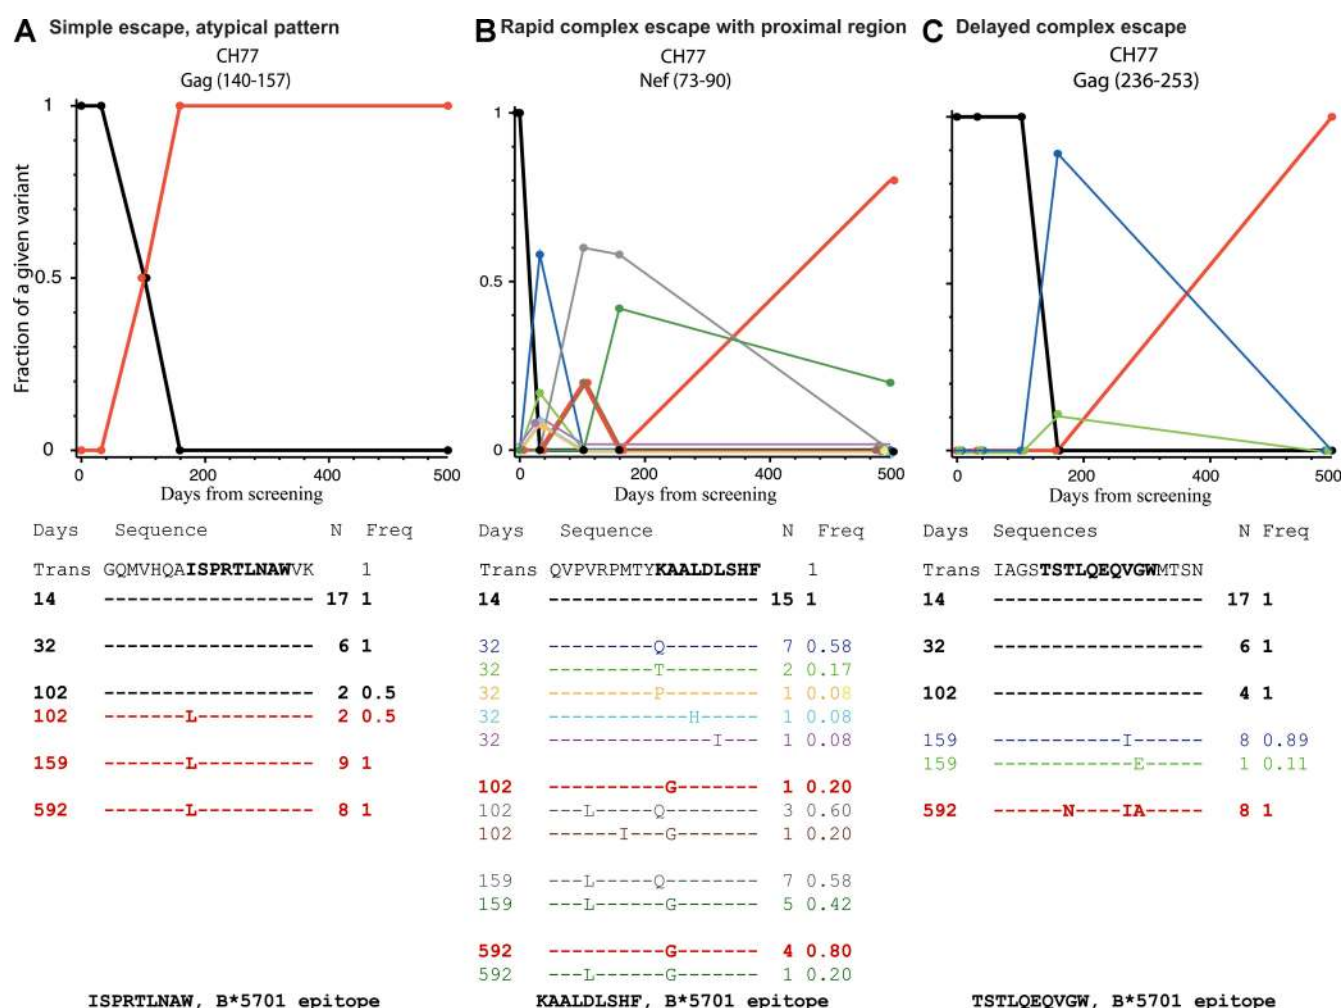 A Simple escape, atypical pattern
CH77
Gag (140-157)
Fraction of a given variant
1
0.5
0
0 200 400 500
Days from screening
Days Sequence N Freq
Trans GQMVHQAISPRTLNAWVK 1
14 ------------------ 17 1
32 ------------------ 6 1
102 ------------------ 2 0.5
102 -------L---------- 2 0.5
159 -------L---------- 9 1
592 -------L---------- 8 1
ISPRTLNAW, B*5701 epitope
B Rapid complex escape with proximal region
CH77
Nef (73-90)
1
0.5
0
0 200 400 500
Days from screening
Days Sequence N Freq
Trans QVPVRPMTYKAALDLSHF 1
14 ------------------ 15 1
32 ---------Q-------- 7 0.58
32 ---------T-------- 2 0.17
32 ---------P-------- 1 0.08
32 ------------H----- 1 0.08
32 --------------I--- 1 0.08
102 ----------G------- 1 0.20
102 ---L-----Q-------- 3 0.60
102 ------I---G------- 1 0.20
159 ---L-----Q-------- 7 0.58
159 ---L------G------- 5 0.42
592 ----------G------- 4 0.80
592 ---L------G------- 1 0.20
KAALDLSHF, B*5701 epitope
C Delayed complex escape
CH77
Gag (236-253)
0 200 400 500
Days from screening
Days Sequences N Freq
Trans IAGSTSTLQEQVGWMTSN
14 ------------------ 17 1
32 ------------------ 6 1
102 ------------------ 4 1
159 -----------I------ 8 0.89
159 ------------E----- 1 0.11
592 ------N----IA----- 8 1
TSTLQEQVGW, B*5701 epitope